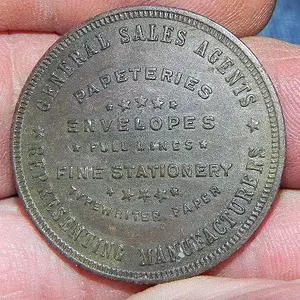 GENERAL SALES AGENTS
PAPETERIES
ENVELOPES
FULL LINES
FINE STATIONERY
TYPEWRITER PAPER
REPRESENTING MANUFACTURERS